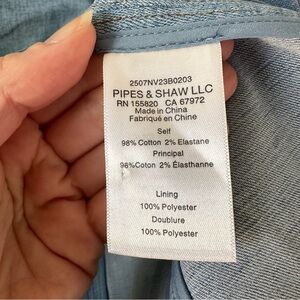 2507NV23B0203
PIPES & SHAW LLC
RN 155820 CA 67972
Made in China
Fabriqué en Chine
Self
98% Cotton 2% Elastane
Principal
98%Coton 2% Élasthanne
Lining
100% Polyester
Doublure
100% Polyester